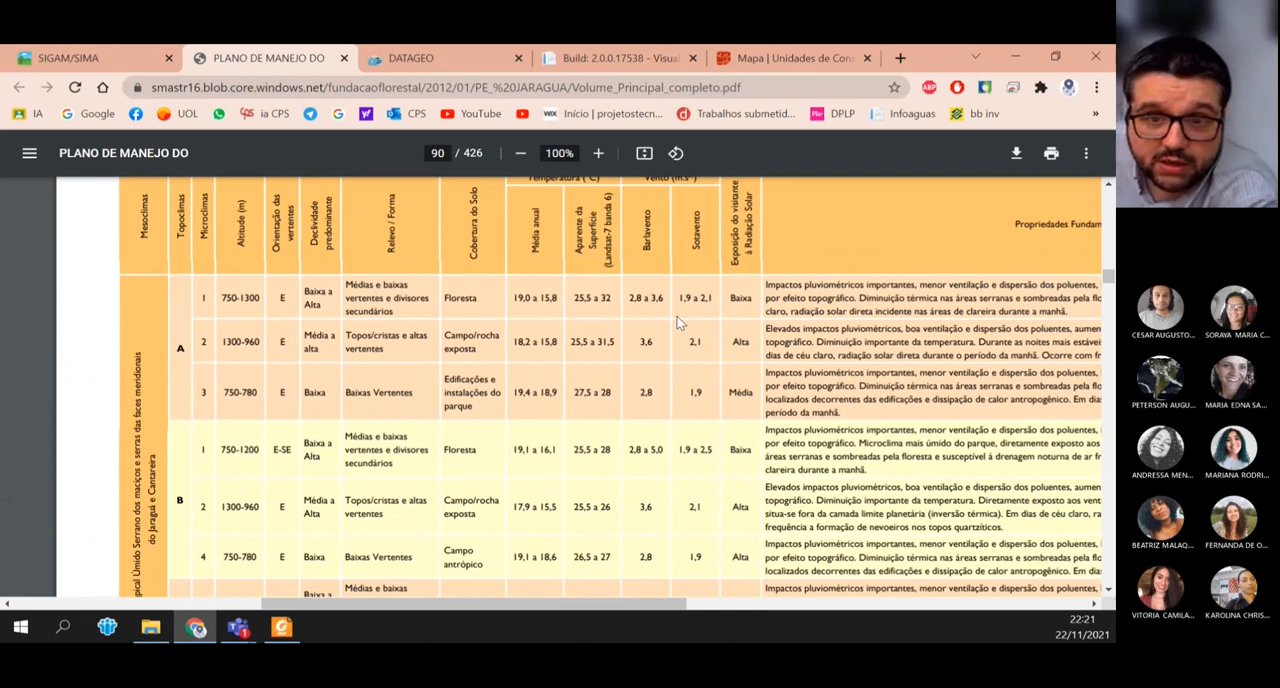 SIGAM/SIMA
PLANO DE MANEJO DO
DATAGEO
Build: 2.0.0.17538 - Visual
Mapa | Unidades de Con
smastr16.blob.core.windows.net/fundacaoflorestal/2012/01/PE_%20JARAGUA/Volume_Principal_completo.pdf
IA
Google
UOL
ia CPS
CPS
YouTube
Início | projetostecn...
Trabalhos submetid...
DPLP
Infoaguas
bb inv
»
PLANO DE MANEJO DO
90 / 426
100%
Temperatura (°C)
Vento (m.s⁻¹)
Mesoclimas
Topoclimas
Microclimas
Altitude (m)
Orientação das vertentes
Declividade predominante
Relevo / Forma
Cobertura do Solo
Média anual
Aparente da Superfície (Landsat-7 banda 6)
Barlavento
Sotavento
Exposição do visitante à Radiação Solar
Propriedades Fundam
pical Úmido Serrano dos maciços e serras das faces meridionais do Jaraguá e Cantareira
A
1 750-1300 E Baixa a Alta Médias e baixas vertentes e divisores secundários Floresta 19,0 a 15,8 25,5 a 32 2,8 a 3,6 1,9 a 2,1 Baixa
Impactos pluviométricos importantes, menor ventilação e dispersão dos poluentes,
por efeito topográfico. Diminuição térmica nas áreas serranas e sombreadas pela flo
claro, radiação solar direta incidente nas áreas de clareira durante a manhã.
2 1300-960 E Média a alta Topos/cristas e altas vertentes Campo/rocha exposta 18,2 a 15,8 25,5 a 31,5 3,6 2,1 Alta
Elevados impactos pluviométricos, boa ventilação e dispersão dos poluentes, aumen
topográfico. Diminuição importante da temperatura. Durante as noites mais estáveis
dias de céu claro, radiação solar direta durante o período da manhã. Ocorre com fr
3 750-780 E Baixa Baixas Vertentes Edificações e instalações do parque 19,4 a 18,9 27,5 a 28 2,8 1,9 Média
Impactos pluviométricos importantes, menor ventilação e dispersão dos poluentes,
por efeito topográfico. Diminuição térmica nas áreas serranas e sombreadas pela flo
localizados decorrentes das edificações e dissipação de calor antropogênico. Em dias
período da manhã.
B
1 750-1200 E-SE Baixa a Alta Médias e baixas vertentes e divisores secundários Floresta 19,1 a 16,1 25,5 a 28 2,8 a 5,0 1,9 a 2,5 Baixa
Impactos pluviométricos importantes, menor ventilação e dispersão dos poluentes,
por efeito topográfico. Microclima mais úmido do parque, diretamente exposto aos
áreas serranas e sombreadas pela floresta e susceptível à drenagem noturna de ar fr
clareira durante a manhã.
2 1300-960 E Média a Alta Topos/cristas e altas vertentes Campo/rocha exposta 17,9 a 15,5 25,5 a 26 3,6 2,1 Alta
Elevados impactos pluviométricos, boa ventilação e dispersão dos poluentes, aumen
topográfico. Diminuição importante da temperatura. Diretamente exposto aos vent
situa-se fora da camada limite planetária (inversão térmica). Em dias de céu claro, ra
frequência a formação de nevoeiros nos topos quartzíticos.
4 750-780 E Baixa Baixas Vertentes Campo antrópico 19,1 a 18,6 26,5 a 27 2,8 1,9 Alta
Impactos pluviométricos importantes, menor ventilação e dispersão dos poluentes,
por efeito topográfico. Diminuição térmica nas áreas serranas e sombreadas pela flo
localizados decorrentes das edificações e dissipação de calor antropogênico. Em dia
Baixa a
Médias e baixas
Impactos pluviométricos importantes, menor ventilação e dispersão dos poluentes,
22:21
22/11/2021
CESAR AUGUSTO...
SORAYA MARIA C...
PETERSON AUGU...
MARIA EDNA SA...
ANDRESSA MEN...
MARIANA RODRI...
BEATRIZ MALAQ...
FERNANDA DE O...
VITORIA CAMILA...
KAROLINA CHRIS...